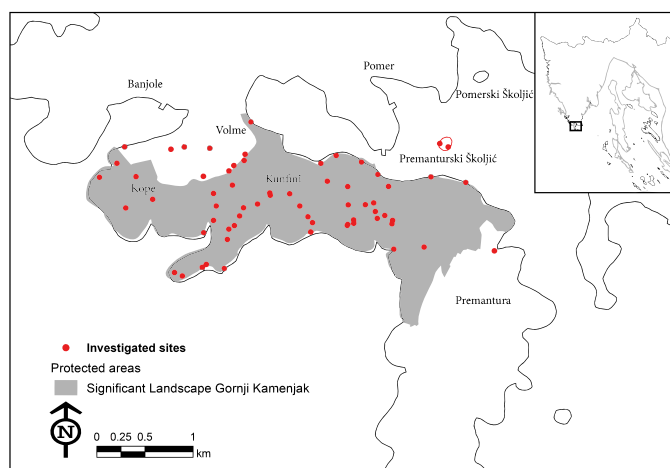 Banjole
Pomer
Pomerski Školjić
Volme
Premanturski Školjić
Kope
Kunfini
Premantura
Investigated sites
Protected areas
Significant Landscape Gornji Kamenjak
N
0 0.25 0.5 1
km